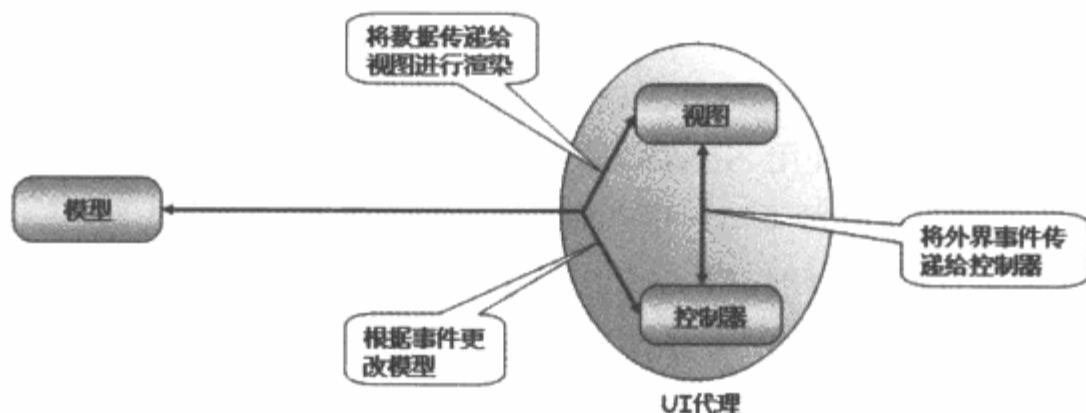 将数据传递给
视图进行渲染
视图
模型
将外界事件传
递给控制器
控制器
根据事件更
改模型
UI代理